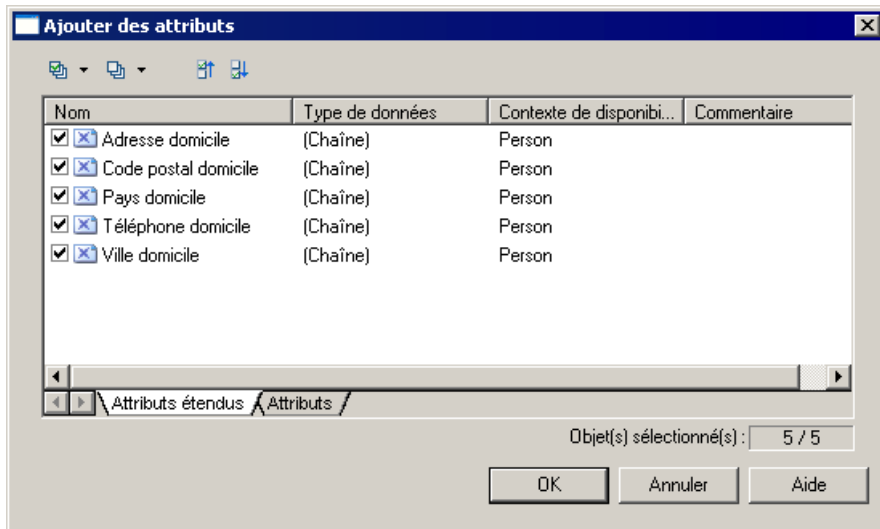 Ajouter des attributs
Nom Type de données Contexte de disponibi... Commentaire
Adresse domicile (Chaîne) Person
Code postal domicile (Chaîne) Person
Pays domicile (Chaîne) Person
Téléphone domicile (Chaîne) Person
Ville domicile (Chaîne) Person
Attributs étendus Attributs
Objet(s) sélectionné(s) : 5 / 5
OK Annuler Aide